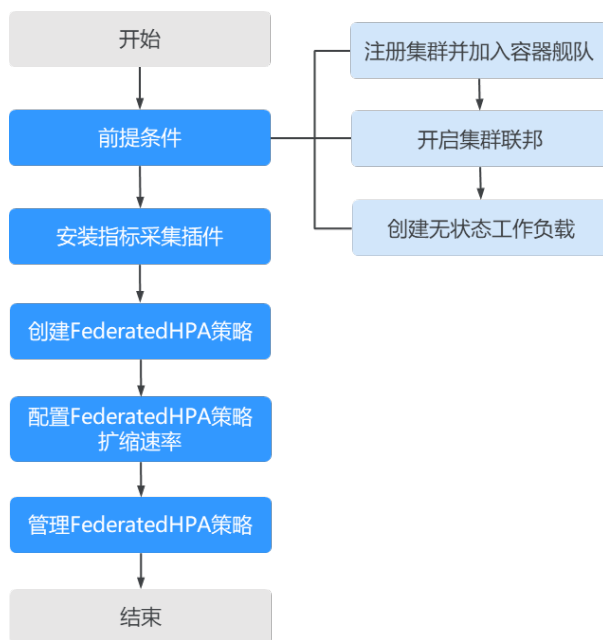 开始
前提条件
安装指标采集插件
创建FederatedHPA策略
配置FederatedHPA策略
扩缩速率
管理FederatedHPA策略
结束
注册集群并加入容器舰队
开启集群联邦
创建无状态工作负载